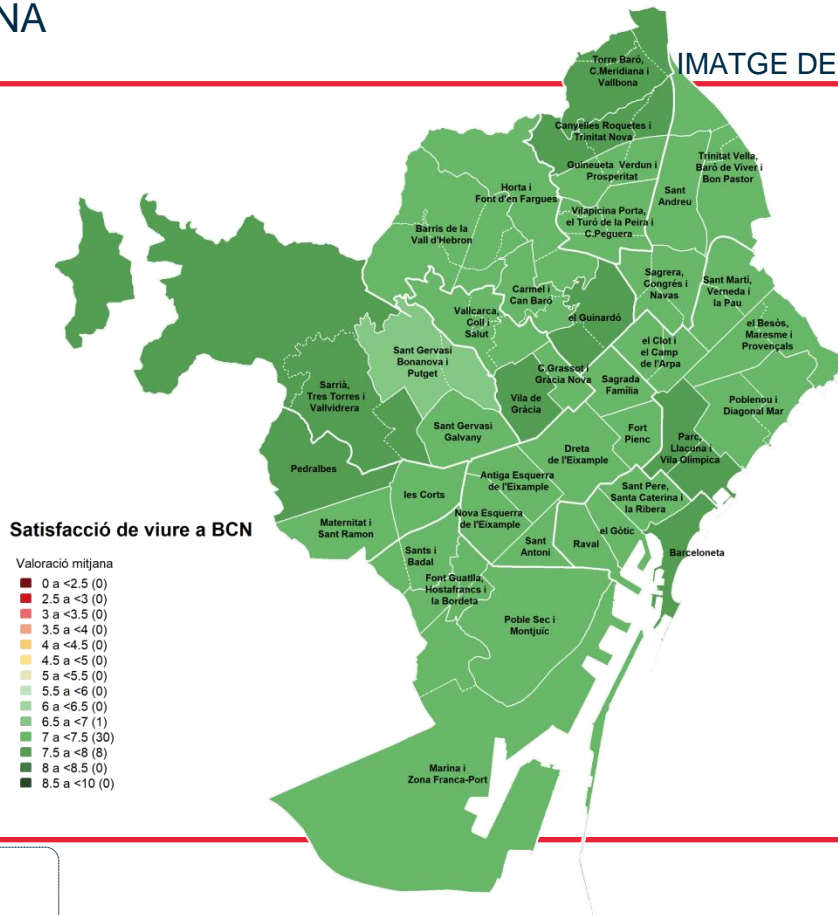 NA
IMATGE DE
Torre Baró,
C.Meridiana i
Vallbona
Canyelles Roquetes i
Trinitat Nova
Guineueta Verdun i
Prosperitat
Trinitat Vella,
Baró de Viver i
Bon Pastor
Sant
Andreu
Horta i
Font d'en Fargues
Vilapicina Porta,
el Turó de la Peira i
C.Peguera
Barris de la
Vall d'Hebron
Sagrera,
Congrés i
Navas
Sant Martí,
Verneda i
la Pau
Carmel i
Can Baró
Vallcarca,
Coll i
Salut
el Guinardó
el Besòs,
Maresme i
Provençals
el Clot i
el Camp
de l'Arpa
Sant Gervasi
Bonanova i
Putget
C.Grassot i
Gràcia Nova
Sagrada
Família
Sarrià,
Tres Torres i
Vallvidrera
Vila de
Gràcia
Poblenou i
Diagonal Mar
Sant Gervasi
Galvany
Fort
Pienc
Parc,
Llacuna i
Vila Olímpica
Dreta
de l'Eixample
Pedralbes
Antiga Esquerra
de l'Eixample
Sant Pere,
Santa Caterina i
la Ribera
les Corts
Nova Esquerra
de l'Eixample
Maternitat i
Sant Ramon
el Gòtic
Sant
Antoni
Raval
Barceloneta
Sants i
Badal
Font Guatlla,
Hostafrancs i
la Bordeta
Poble Sec i
Montjuïc
Marina i
Zona Franca-Port
Satisfacció de viure a BCN
Valoració mitjana
0 a <2.5 (0)
2.5 a <3 (0)
3 a <3.5 (0)
3.5 a <4 (0)
4 a <4.5 (0)
4.5 a <5 (0)
5 a <5.5 (0)
5.5 a <6 (0)
6 a <6.5 (0)
6.5 a <7 (1)
7 a <7.5 (30)
7.5 a <8 (8)
8 a <8.5 (0)
8.5 a <10 (0)